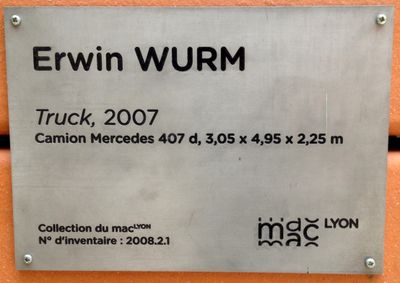 Erwin WURM
Truck, 2007
Camion Mercedes 407 d, 3,05 x 4,95 x 2,25 m
Collection du macLYON
N° d'inventaire : 2008.2.1
mac LYON